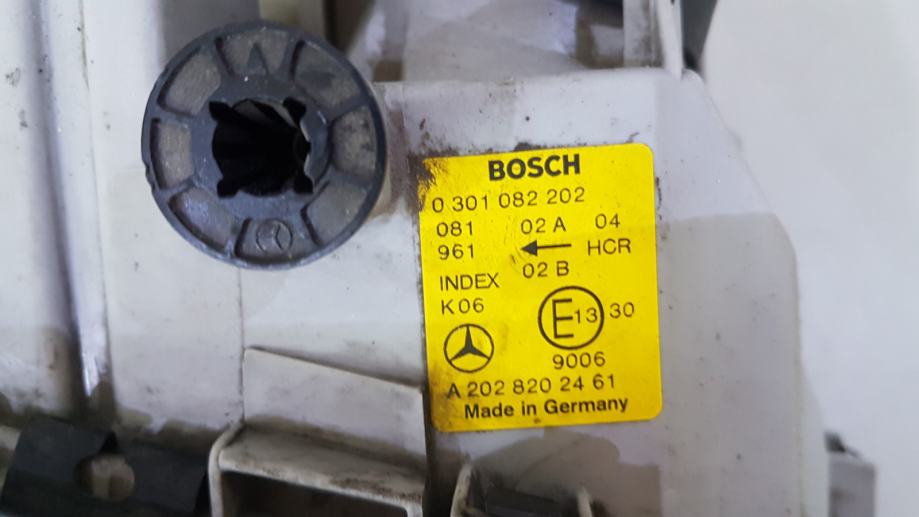 BOSCH
0 301 082 202
081 02 A 04
961 ← HCR
02 B
INDEX
K 06
E 13 30
9006
A 202 820 24 61
Made in Germany